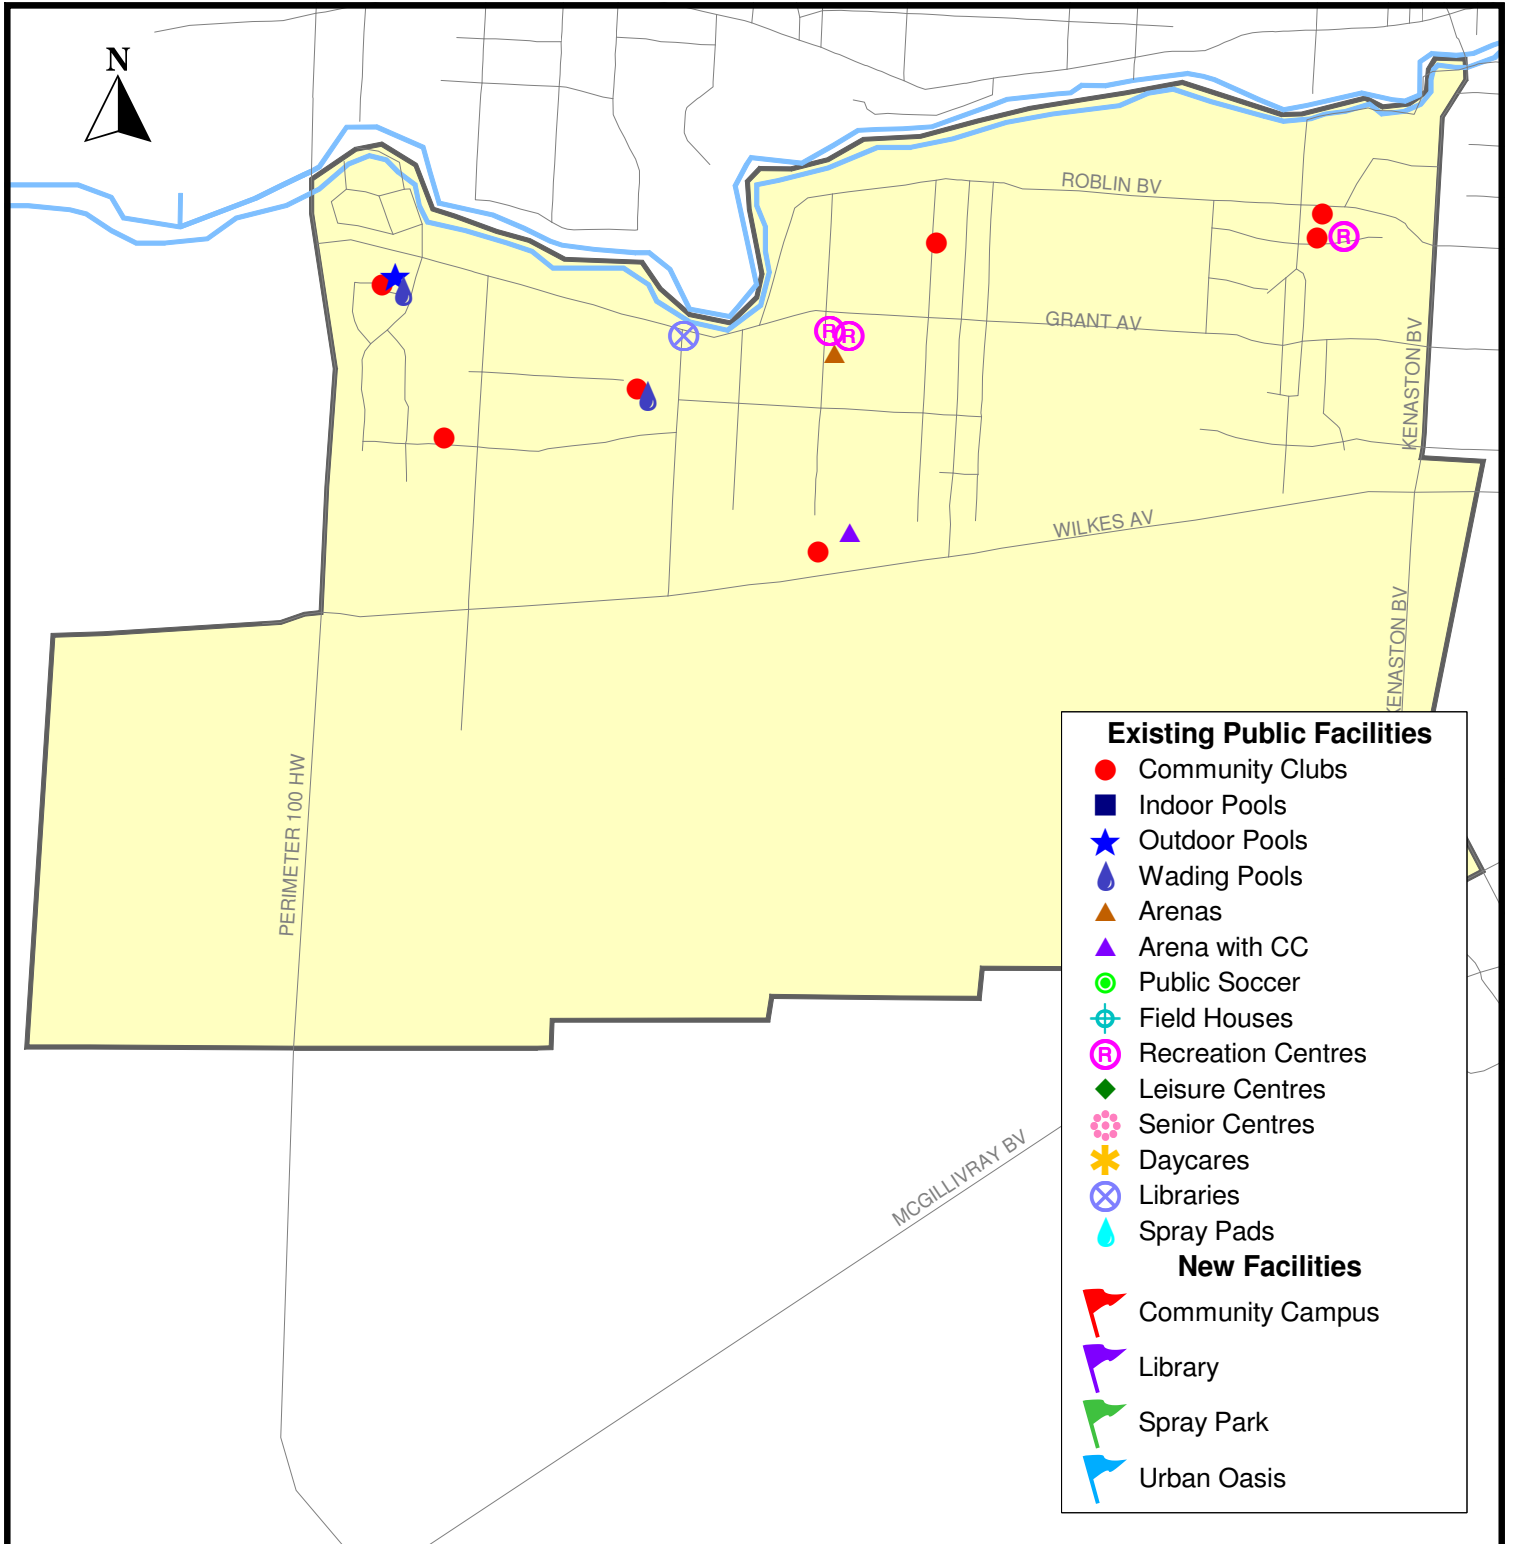 N
ROBLIN BV
R
GRANT AV
R
R
KENASTON BV
WILKES AV
KENASTON BV
PERIMETER 100 HW
MCGILLIVRAY BV
Existing Public Facilities
Community Clubs
Indoor Pools
Outdoor Pools
Wading Pools
Arenas
Arena with CC
Public Soccer
Field Houses
R Recreation Centres
Leisure Centres
Senior Centres
Daycares
Libraries
Spray Pads
New Facilities
Community Campus
Library
Spray Park
Urban Oasis